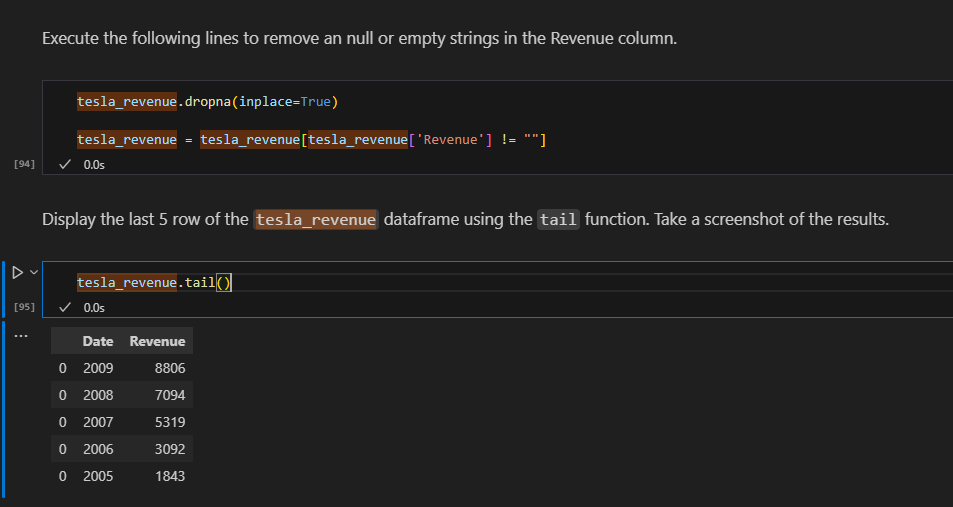 Execute the following lines to remove an null or empty strings in the Revenue column.
tesla_revenue.dropna(inplace=True)
tesla_revenue = tesla_revenue[tesla_revenue['Revenue'] != ""]
[94] ✓ 0.0s
Display the last 5 row of the tesla_revenue dataframe using the tail function. Take a screenshot of the results.
tesla_revenue.tail()
[95] ✓ 0.0s
... Date Revenue
0 2009 8806
0 2008 7094
0 2007 5319
0 2006 3092
0 2005 1843